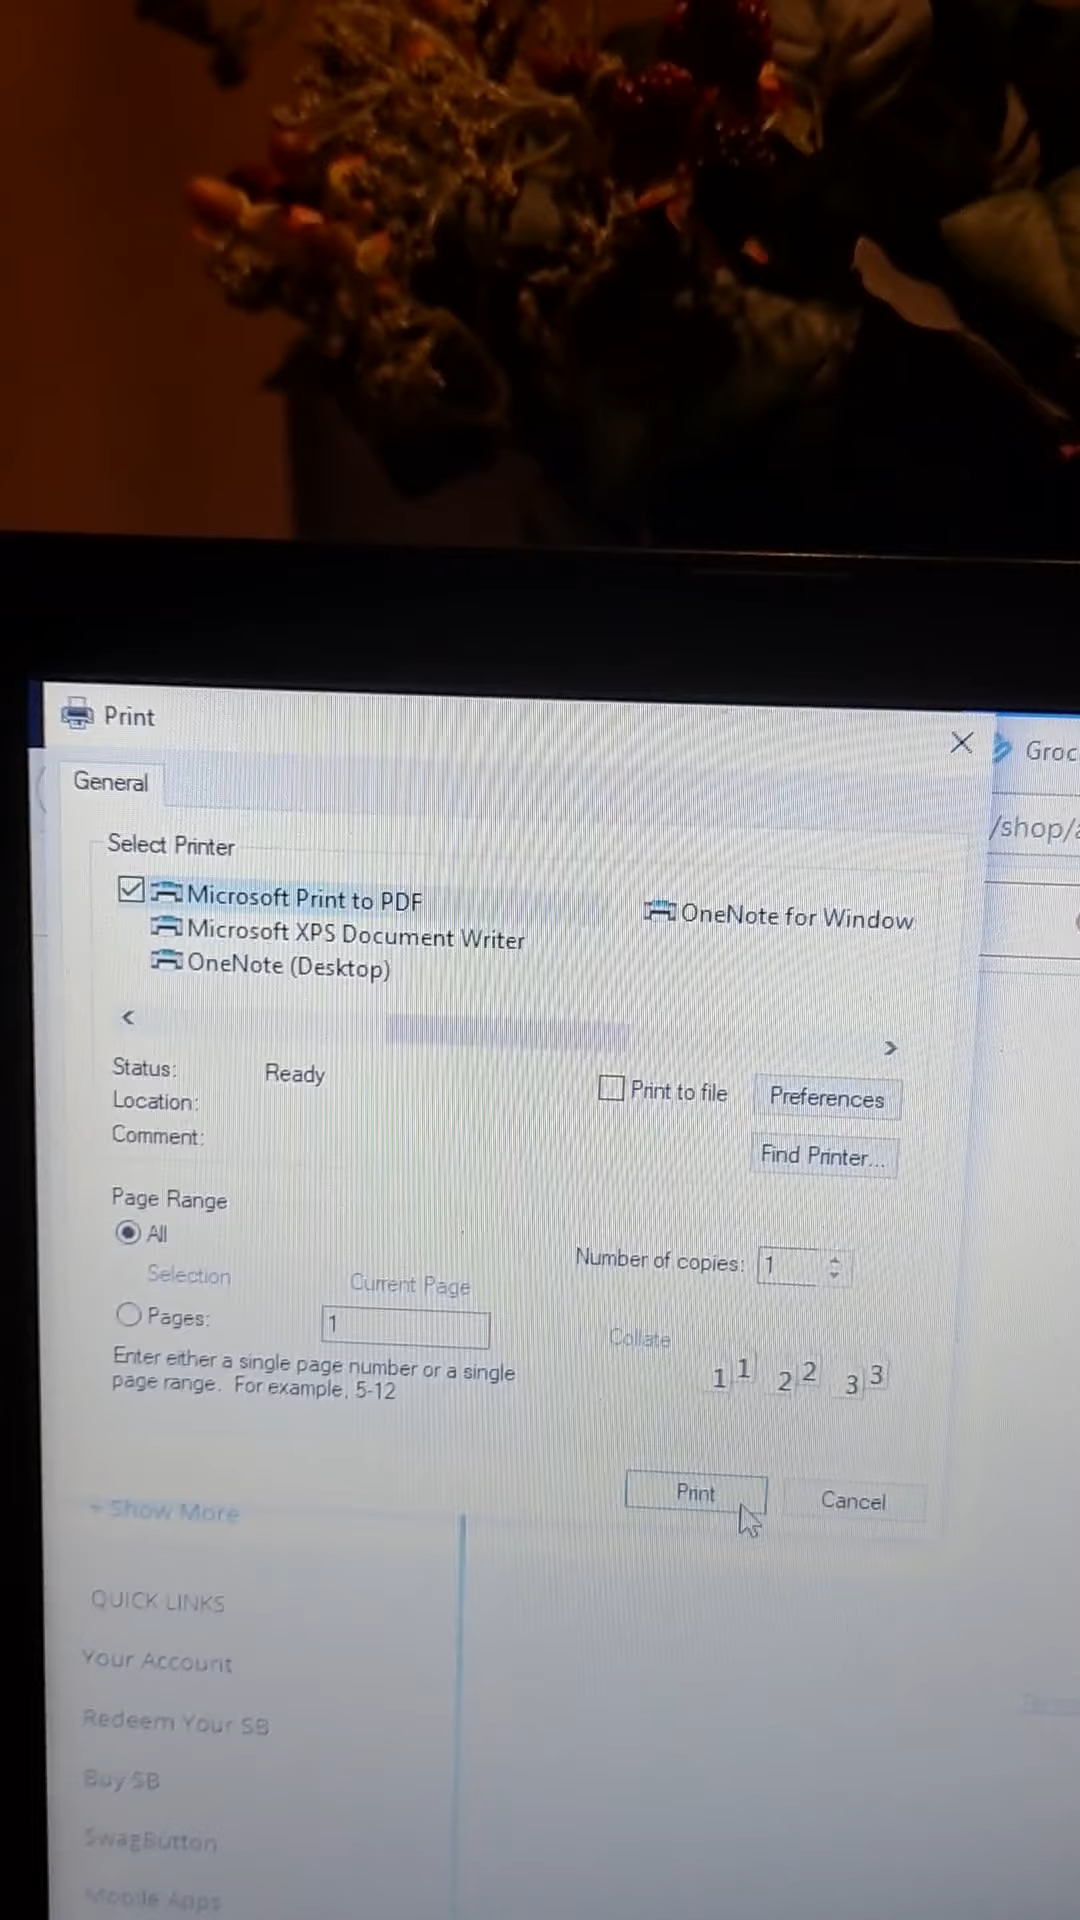 Print
Groc
General
/shop/a
Select Printer
Microsoft Print to PDF
OneNote for Window
Microsoft XPS Document Writer
OneNote (Desktop)
Status: Ready
Print to file
Preferences
Location:
Comment:
Find Printer...
Page Range
All
Number of copies: 1
Selection
Current Page
Pages: 1
Collate
Enter either a single page number or a single
page range. For example, 5-12
1 1 2 2 3 3
Print
Cancel
+ Show More
QUICK LINKS
Your Account
Redeem Your SB
Buy SB
SwagButton
Mobile Apps